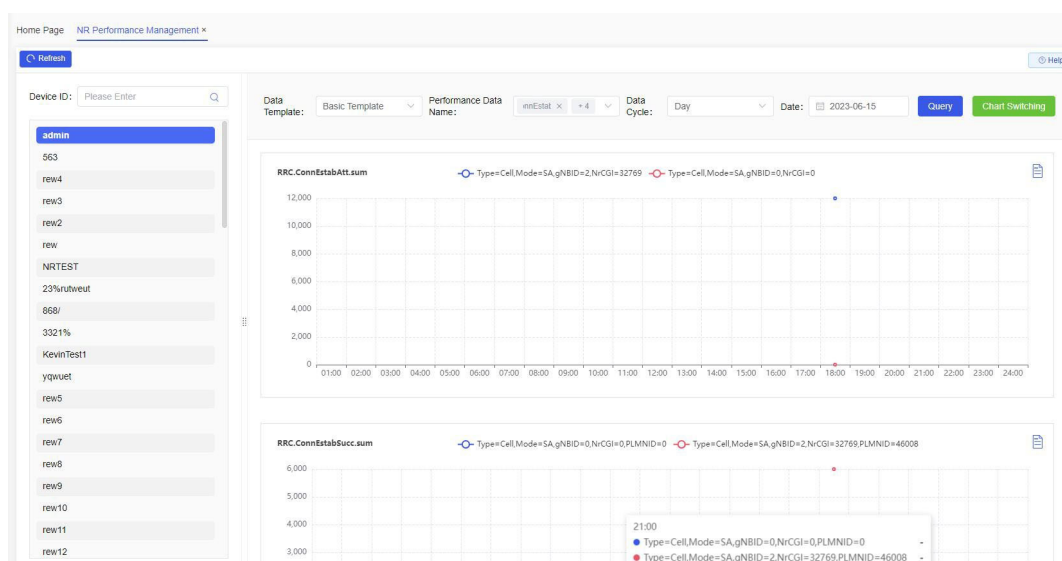 Home Page NR Performance Management ×
Refresh
Help
Device ID: Please Enter
Data Template: Basic Template Performance Data Name: nnEstat × + 4 Data Cycle: Day Date: 2023-06-15 Query Chart Switching
admin
563
rew4
rew3
rew2
rew
NRTEST
23%rutweut
868/
3321%
KevinTest1
yqwuet
rew5
rew6
rew7
rew8
rew9
rew10
rew11
rew12
RRC.ConnEstabAtt.sum
Type=Cell,Mode=SA,gNBID=2,NrCGI=32769 Type=Cell,Mode=SA,gNBID=0,NrCGI=0
12,000
10,000
8,000
6,000
4,000
2,000
0
01:00 02:00 03:00 04:00 05:00 06:00 07:00 08:00 09:00 10:00 11:00 12:00 13:00 14:00 15:00 16:00 17:00 18:00 19:00 20:00 21:00 22:00 23:00 24:00
RRC.ConnEstabSucc.sum
Type=Cell,Mode=SA,gNBID=0,NrCGI=0,PLMNID=0 Type=Cell,Mode=SA,gNBID=2,NrCGI=32769,PLMNID=46008
6,000
5,000
4,000
3,000
21:00
Type=Cell,Mode=SA,gNBID=0,NrCGI=0,PLMNID=0 -
Type=Cell,Mode=SA,gNBID=2,NrCGI=32769,PLMNID=46008 -